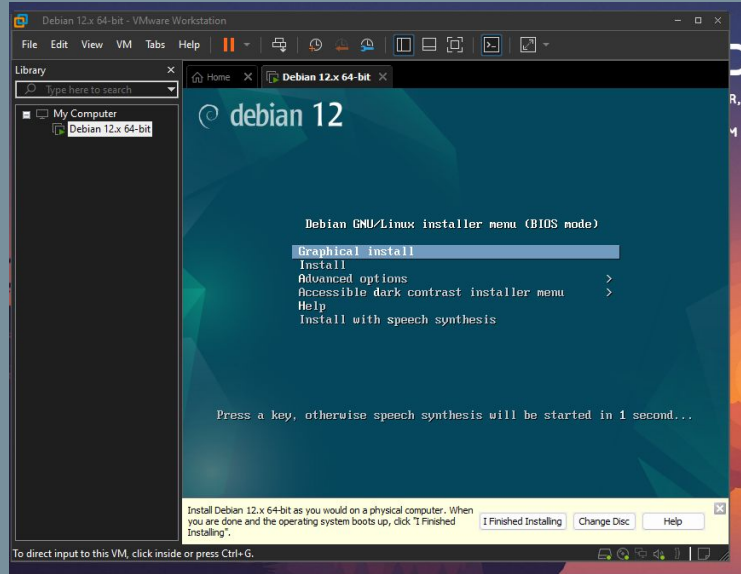 Debian 12.x 64-bit - VMware Workstation
File Edit View VM Tabs Help
Library
Type here to search
My Computer
Debian 12.x 64-bit
Home
Debian 12.x 64-bit
debian 12
Debian GNU/Linux installer menu (BIOS mode)
Graphical install
Install
Advanced options >
Accessible dark contrast installer menu >
Help
Install with speech synthesis
Press a key, otherwise speech synthesis will be started in 1 second...
Install Debian 12.x 64-bit as you would on a physical computer. When
you are done and the operating system boots up, click "I Finished
Installing".
I Finished Installing
Change Disc
Help
To direct input to this VM, click inside or press Ctrl+G.